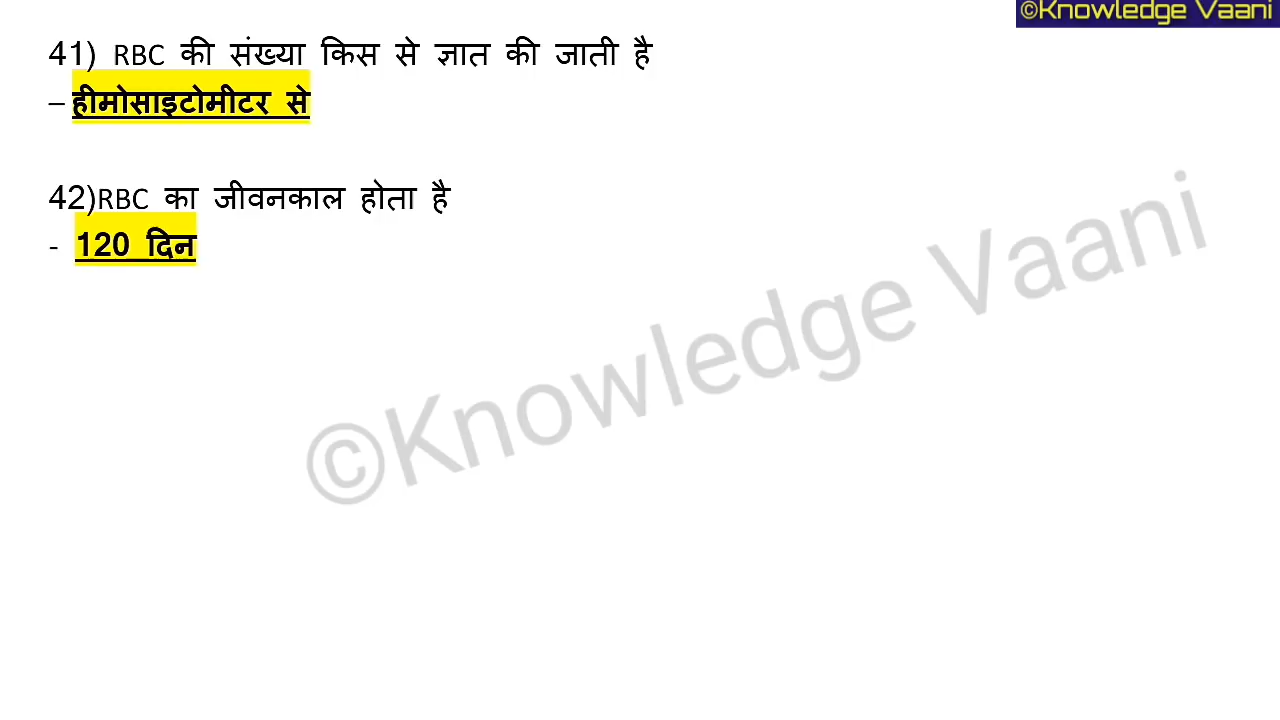 ©Knowledge Vaani
41) RBC की संख्या किस से ज्ञात की जाती है
– हीमोसाइटोमीटर से
42)RBC का जीवनकाल होता है
- 120 दिन
©Knowledge Vaani